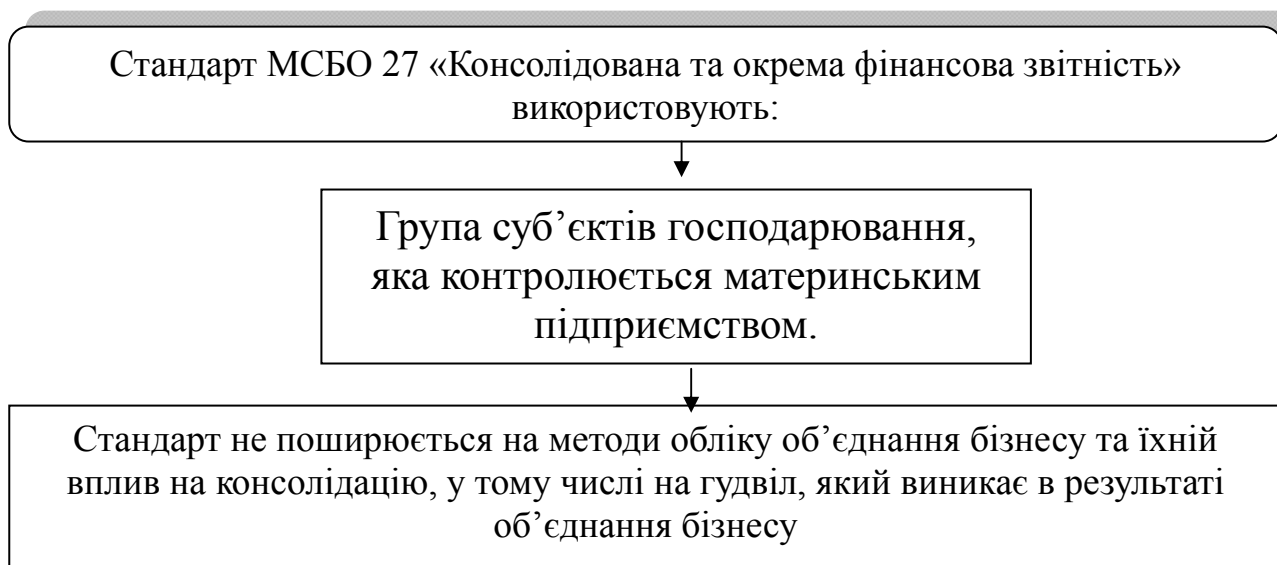 Стандарт МСБО 27 «Консолідована та окрема фінансова звітність»
використовують:
Група суб’єктів господарювання,
яка контролюється материнським
підприємством.
Стандарт не поширюється на методи обліку об’єднання бізнесу та їхній
вплив на консолідацію, у тому числі на гудвіл, який виникає в результаті
об’єднання бізнесу